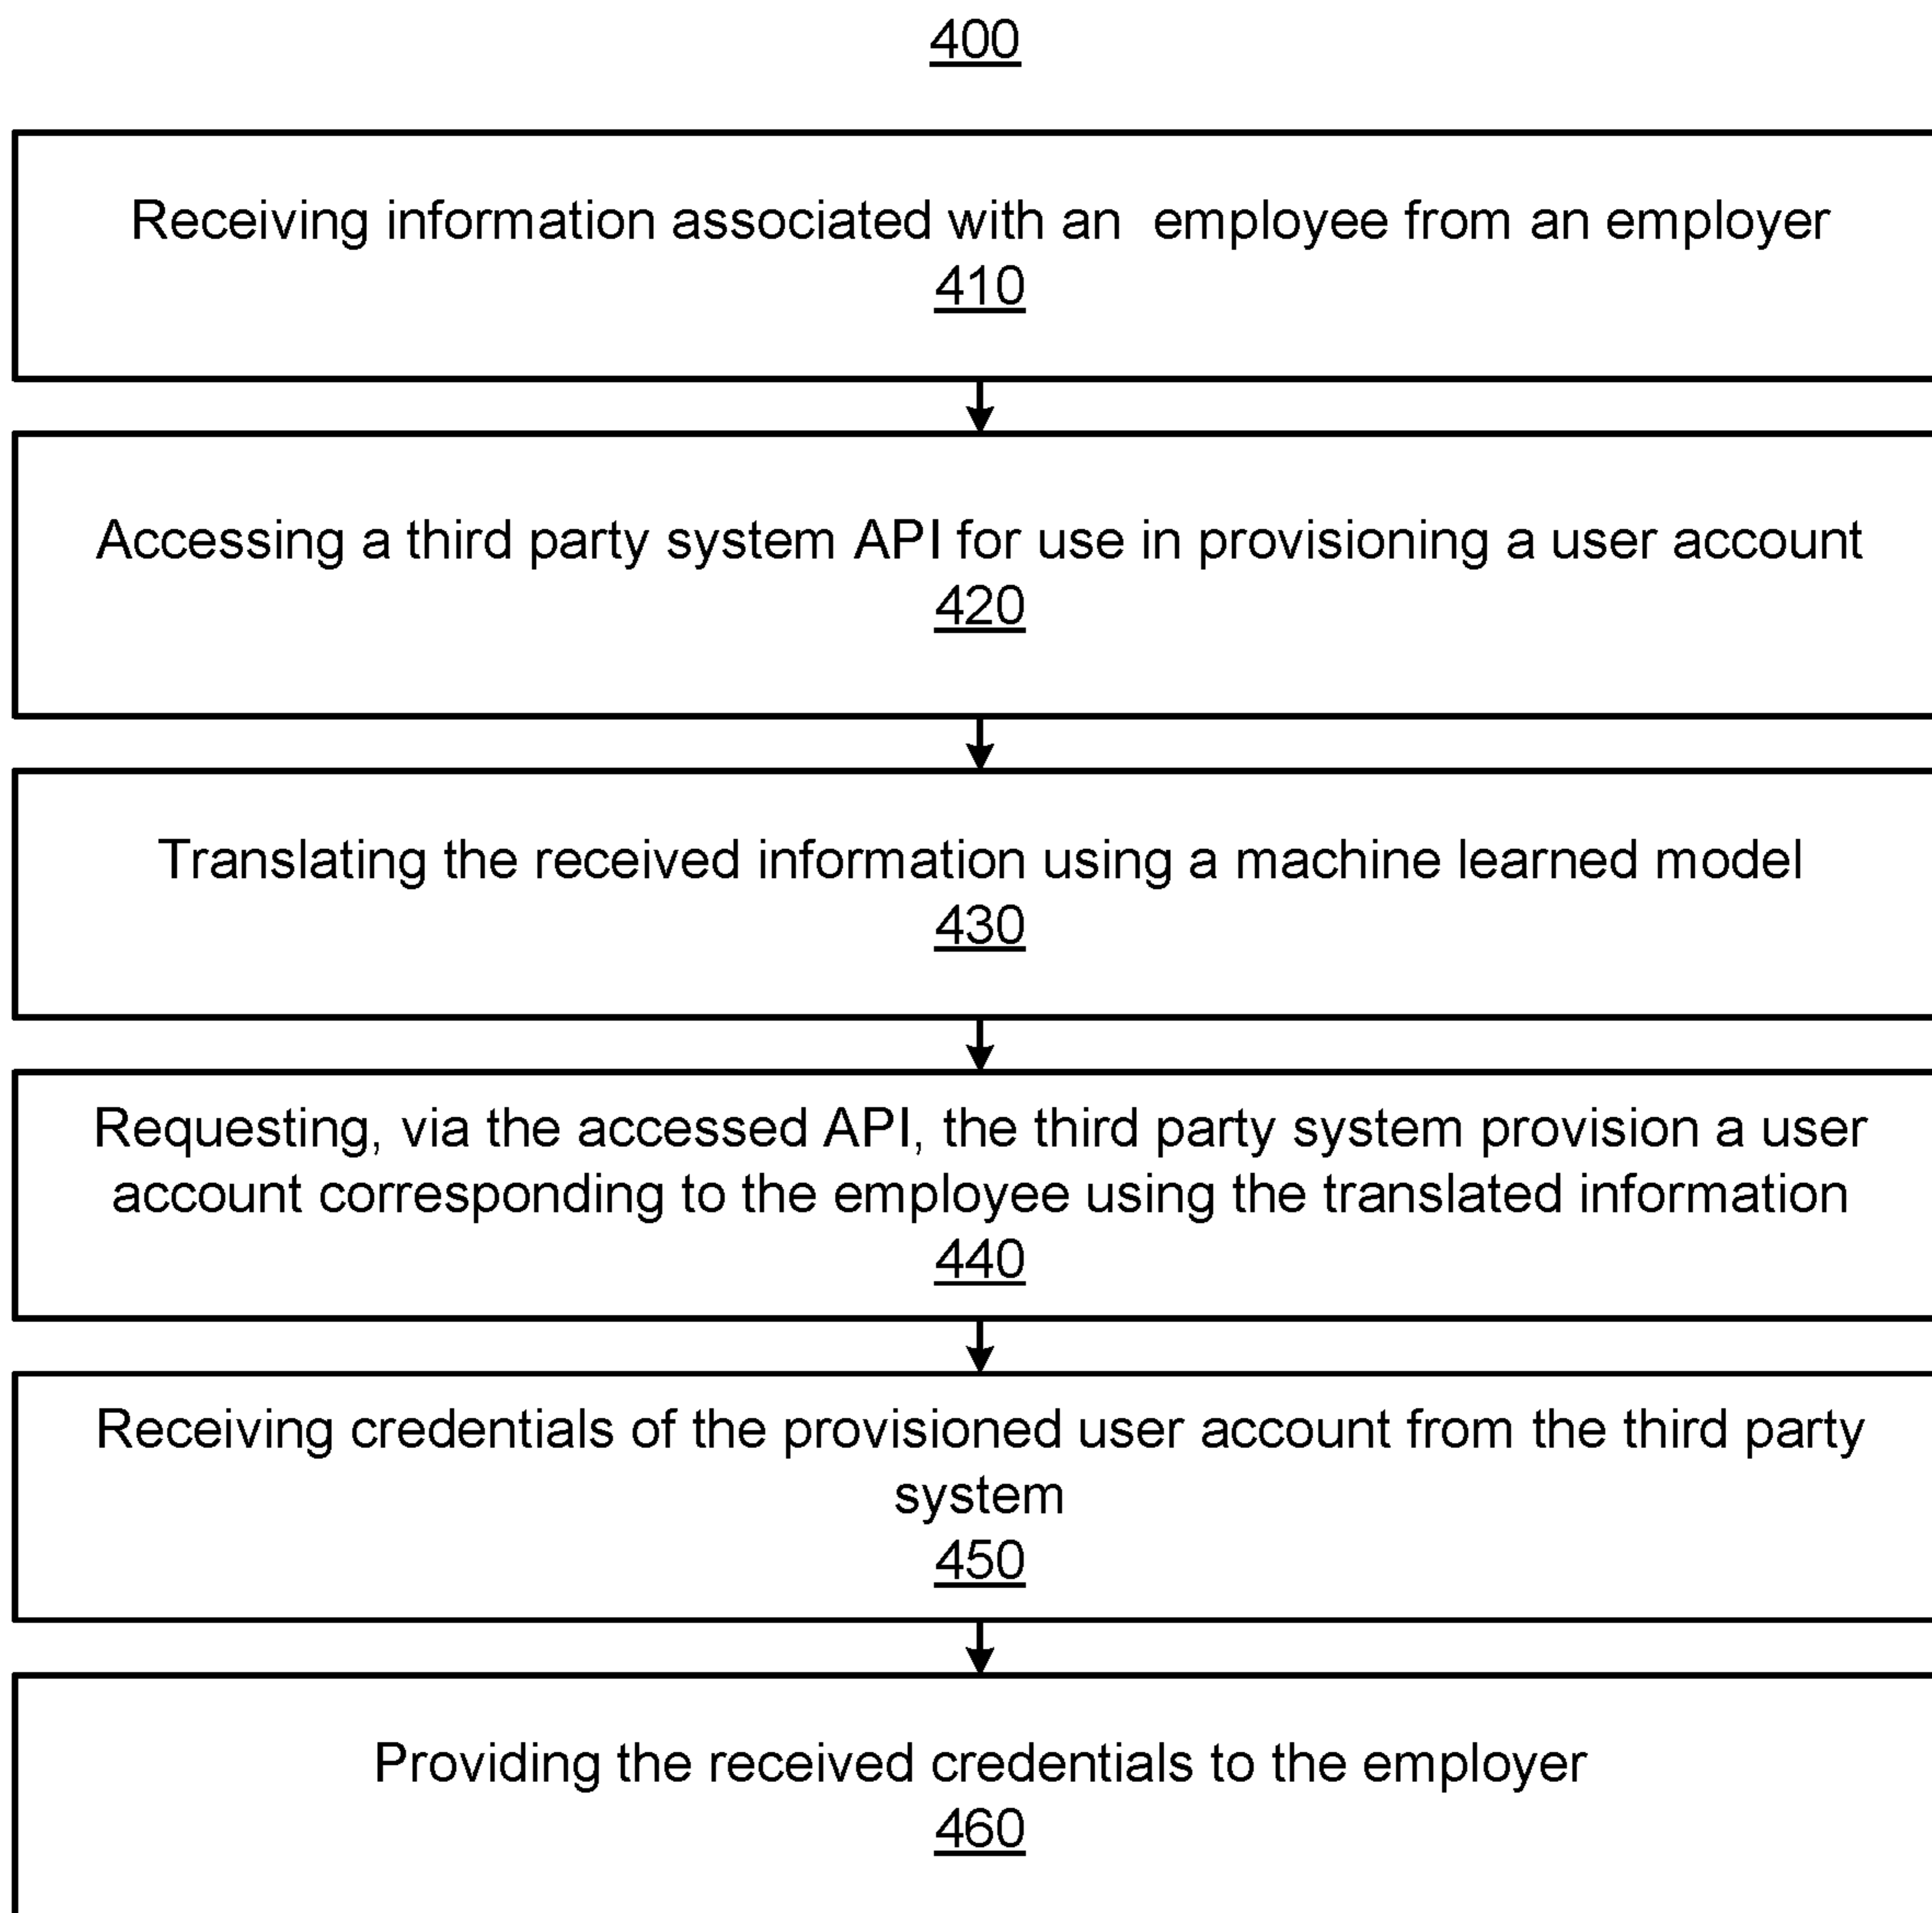 400
Receiving information associated with an  employee from an employer
410
Accessing a third party system API for use in provisioning a user account
420
Translating the received information using a machine learned model
430
Requesting, via the accessed API, the third party system provision a user
account corresponding to the employee using the translated information
440
Receiving credentials of the provisioned user account from the third party
system
450
Providing the received credentials to the employer
460